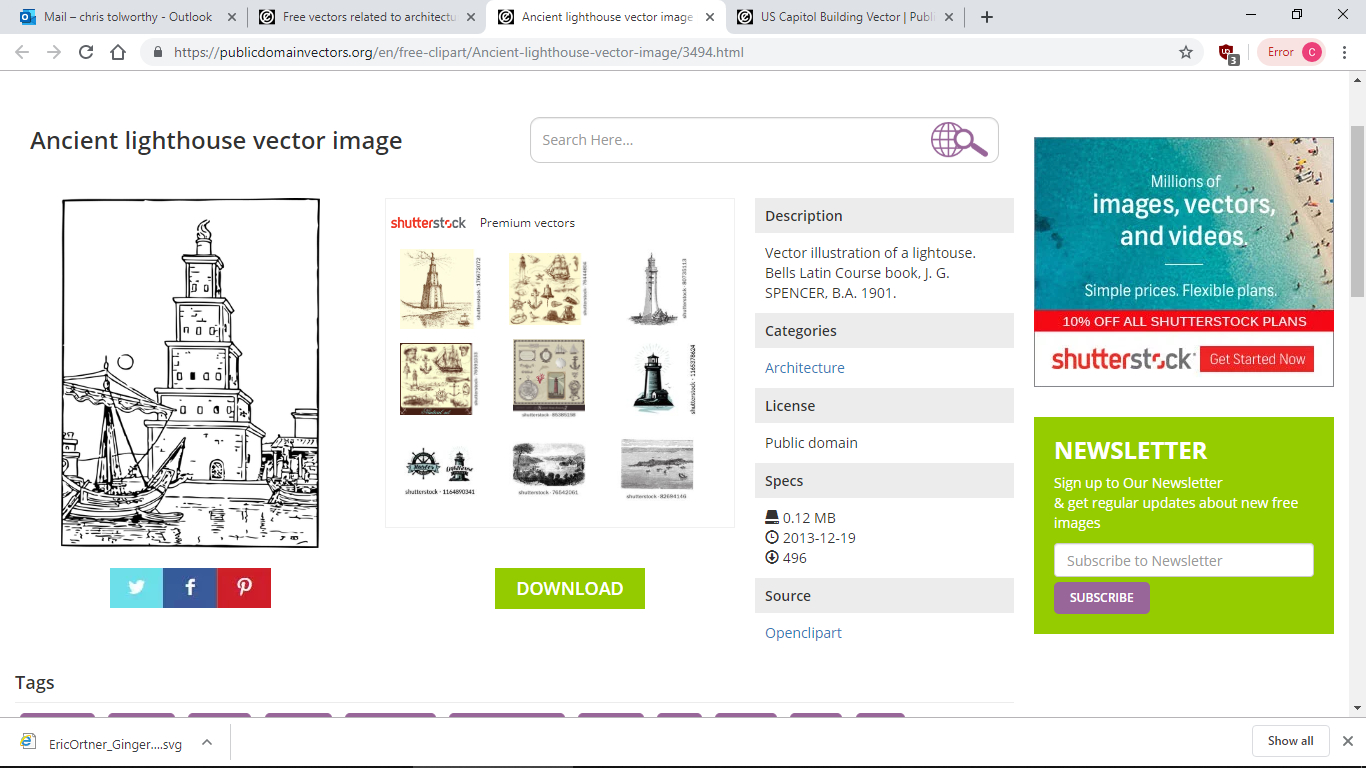 Mail – chris tolworthy - Outlook
Free vectors related to architectu
Ancient lighthouse vector image
US Capitol Building Vector | Publi
https://publicdomainvectors.org/en/free-clipart/Ancient-lighthouse-vector-image/3494.html
3
Error
C
Ancient lighthouse vector image
Search Here...
shutterstock
Premium vectors
shutterstock · 1164890341
Description
Vector illustration of a lightouse.
Bells Latin Course book, J. G.
SPENCER, B.A. 1901.
Categories
Architecture
License
Public domain
Specs
0.12 MB
2013-12-19
496
Source
Openclipart
DOWNLOAD
Millions of
images, vectors,
and videos.
Simple prices. Flexible plans.
10% OFF ALL SHUTTERSTOCK PLANS
shutterstock
Get Started Now
NEWSLETTER
Sign up to Our Newsletter
& get regular updates about new free
images
Subscribe to Newsletter
SUBSCRIBE
Tags
EricOrtner_Ginger....svg
Show all